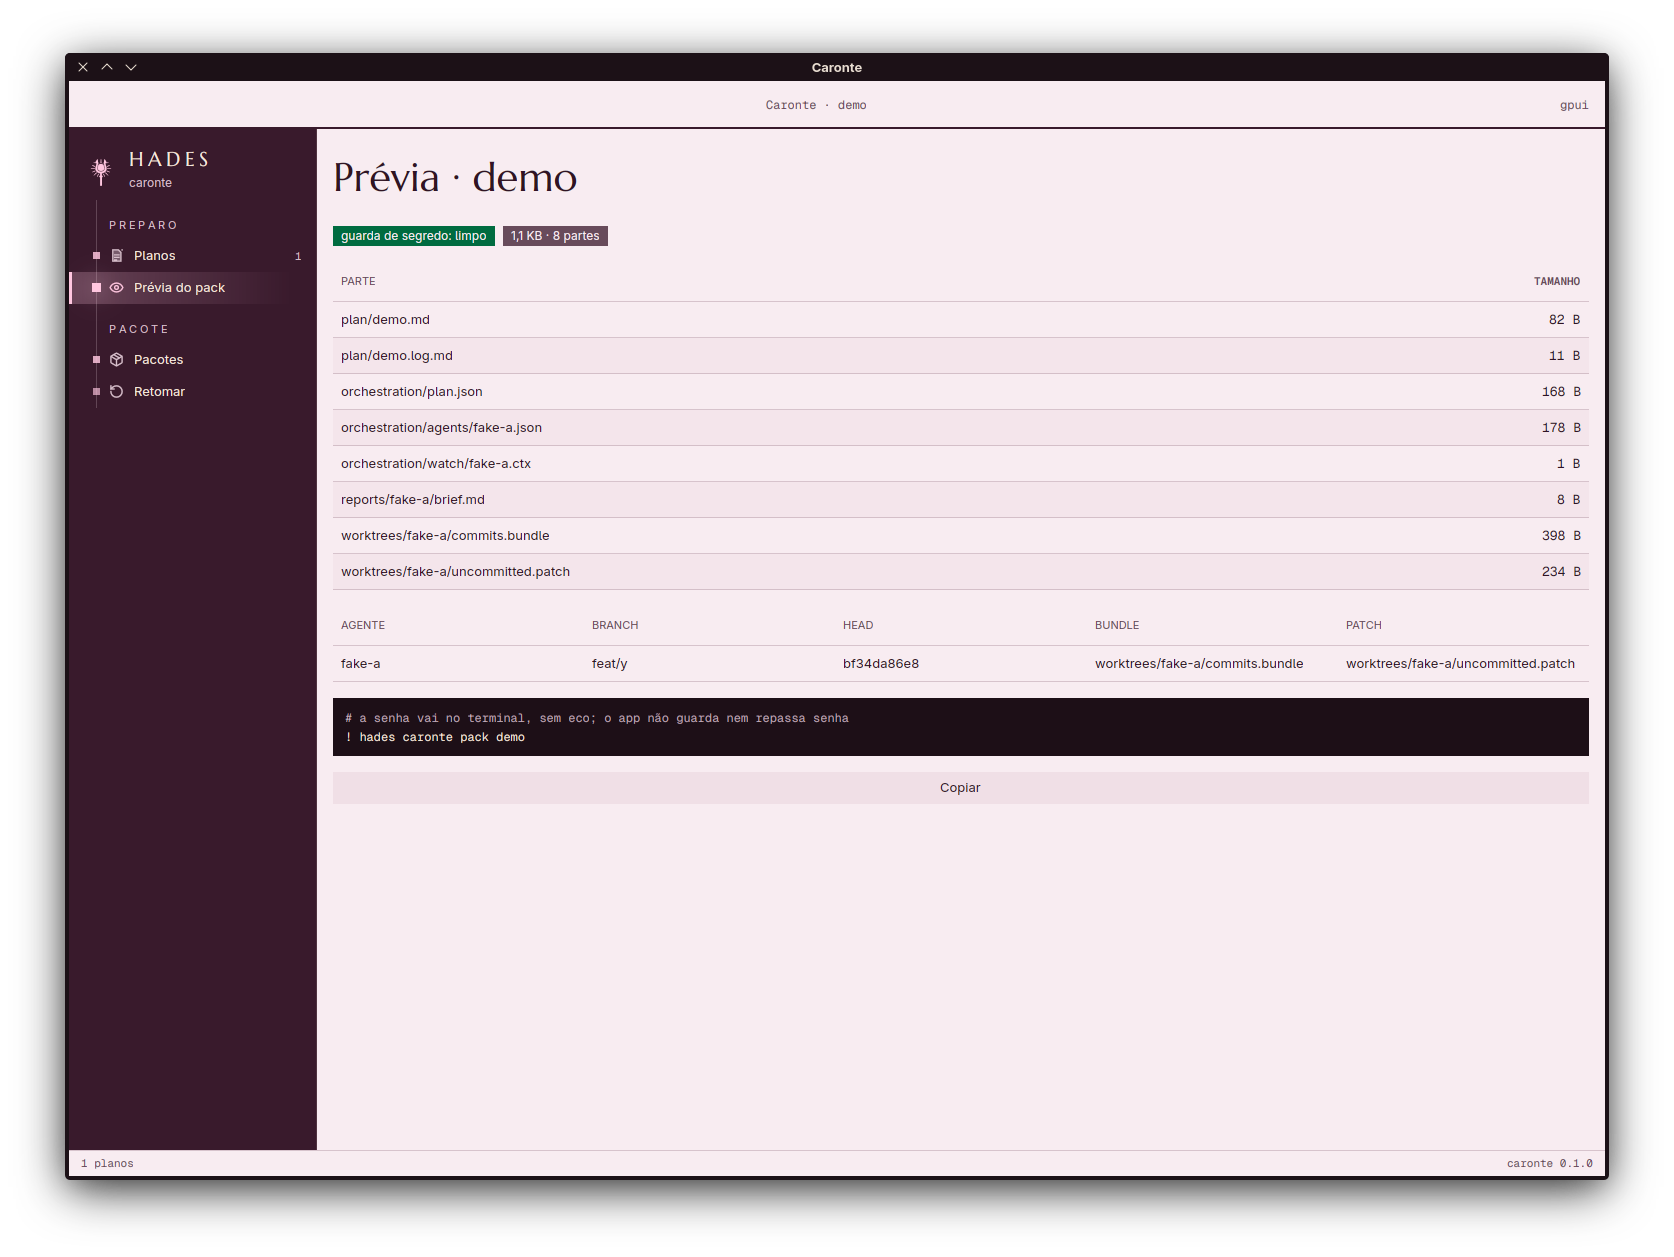 Caronte
Caronte · demo
gpui
HADES
caronte
PREPARO
Planos 1
Prévia do pack
PACOTE
Pacotes
Retomar
Prévia · demo
guarda de segredo: limpo
1,1 KB · 8 partes
PARTE TAMANHO
plan/demo.md 82 B
plan/demo.log.md 11 B
orchestration/plan.json 168 B
orchestration/agents/fake-a.json 178 B
orchestration/watch/fake-a.ctx 1 B
reports/fake-a/brief.md 8 B
worktrees/fake-a/commits.bundle 398 B
worktrees/fake-a/uncommitted.patch 234 B
AGENTE BRANCH HEAD BUNDLE PATCH
fake-a feat/y bf34da86e8 worktrees/fake-a/commits.bundle worktrees/fake-a/uncommitted.patch
# a senha vai no terminal, sem eco; o app não guarda nem repassa senha
! hades caronte pack demo
Copiar
1 planos
caronte 0.1.0